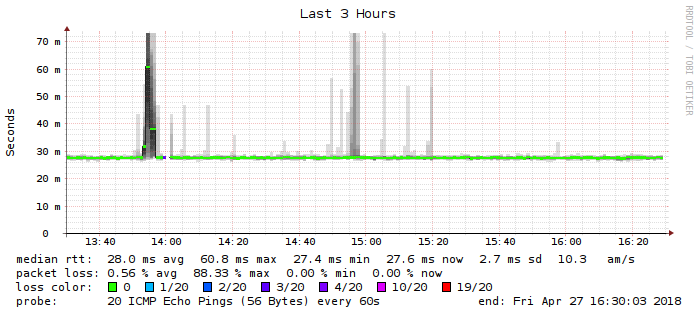 Last 3 Hours
RRDTOOL / TOBI OETIKER
Seconds
70 m
60 m
50 m
40 m
30 m
20 m
10 m
0
13:40 14:00 14:20 14:40 15:00 15:20 15:40 16:00 16:20
median rtt: 28.0 ms avg 60.8 ms max 27.4 ms min 27.6 ms now 2.7 ms sd 10.3 am/s
packet loss: 0.56 % avg 88.33 % max 0.00 % min 0.00 % now
loss color: 0 1/20 2/20 3/20 4/20 10/20 19/20
probe: 20 ICMP Echo Pings (56 Bytes) every 60s end: Fri Apr 27 16:30:03 2018